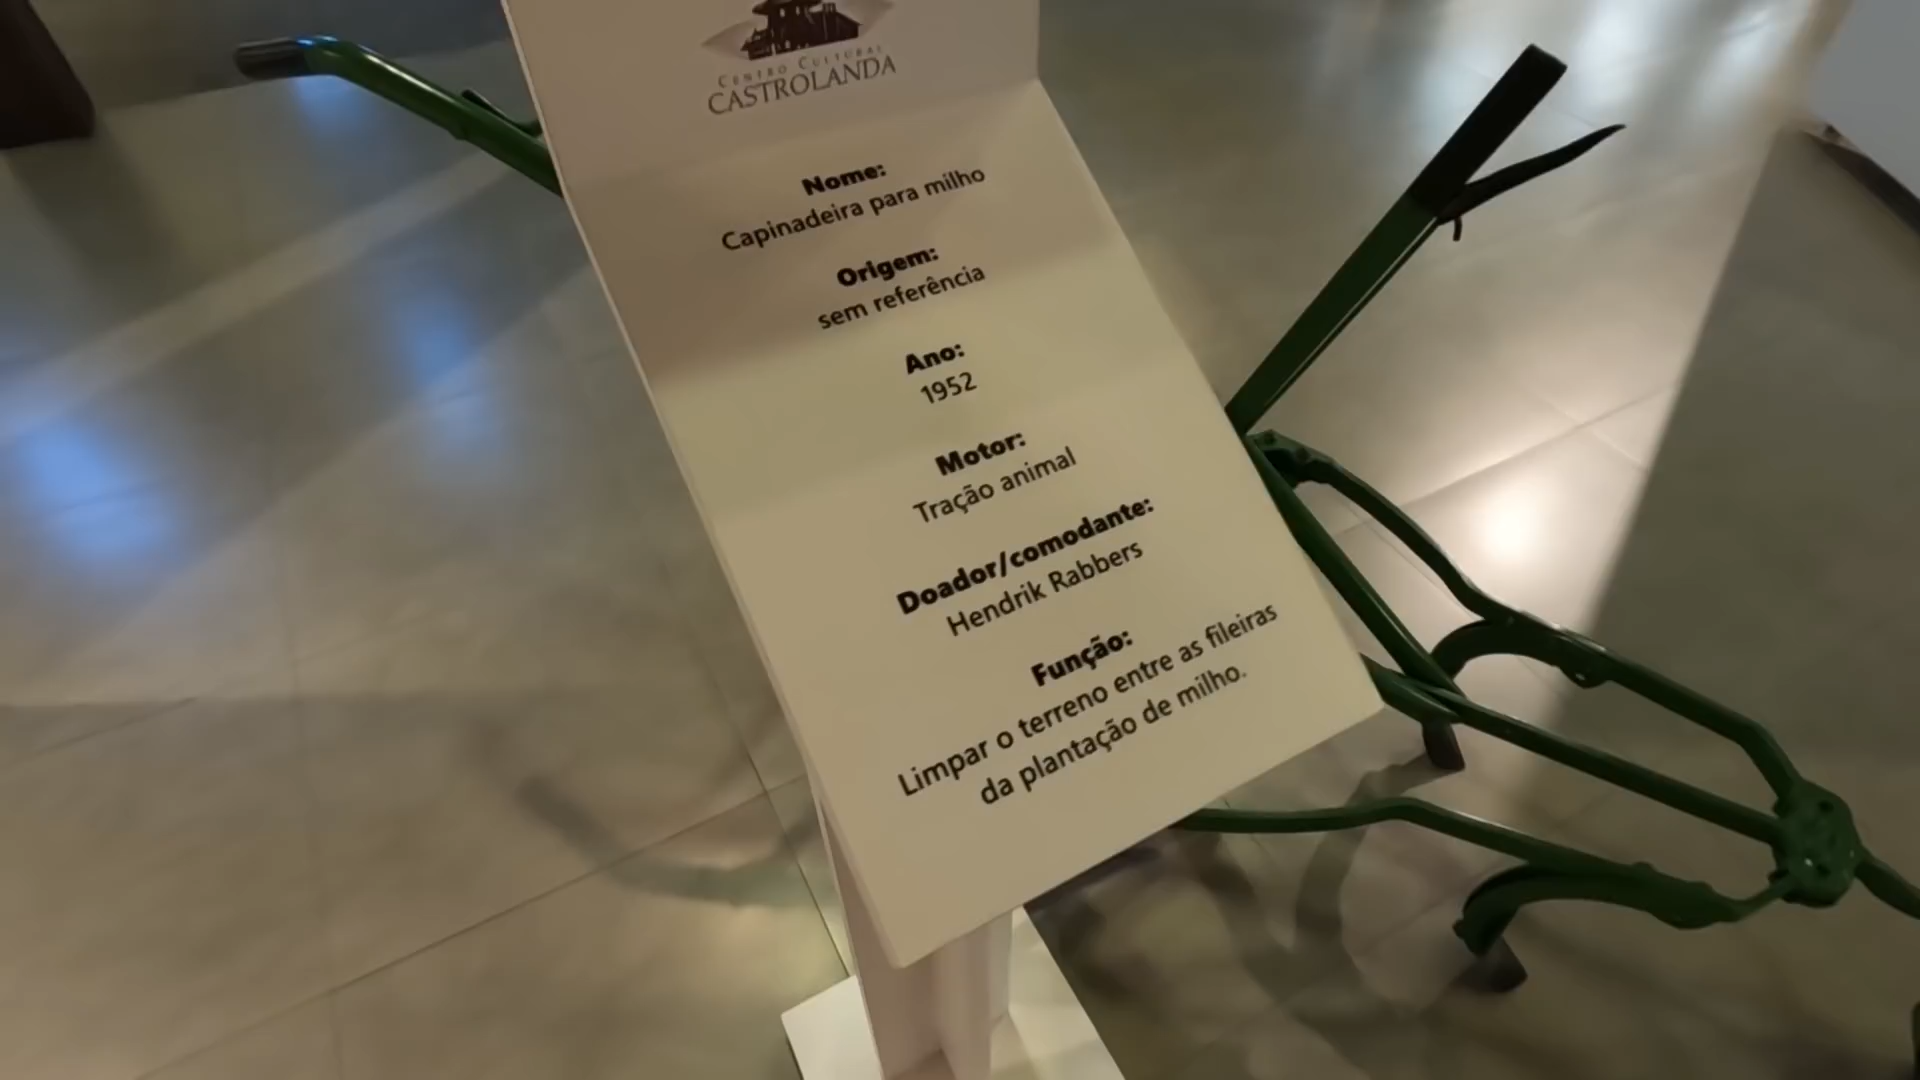 CENTRO CULTURAL
CASTROLANDA
Nome:
Capinadeira para milho
Origem:
sem referência
Ano:
1952
Motor:
Tração animal
Doador/comodante:
Hendrik Rabbers
Função:
Limpar o terreno entre as fileiras
da plantação de milho.